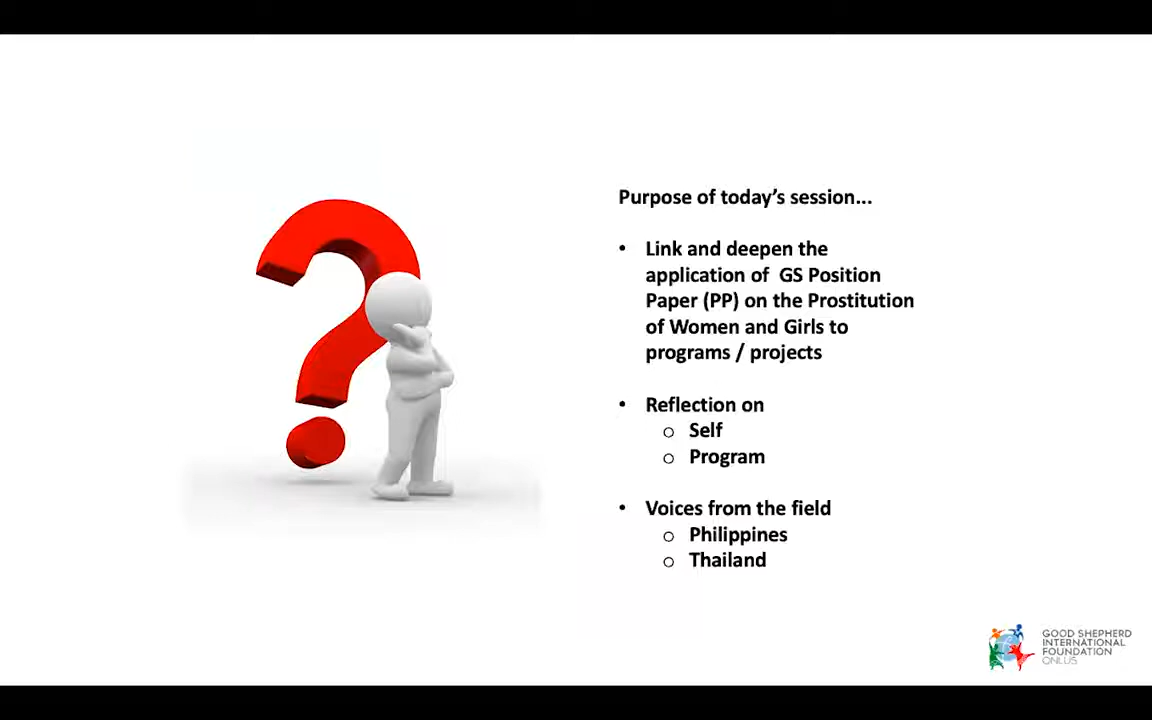 Purpose of today's session...
• Link and deepen the
application of  GS Position
Paper (PP) on the Prostitution
of Women and Girls to
programs / projects
• Reflection on
o Self
o Program
• Voices from the field
o Philippines
o Thailand
GOOD SHEPHERD
INTERNATIONAL
FOUNDATION
ONLUS